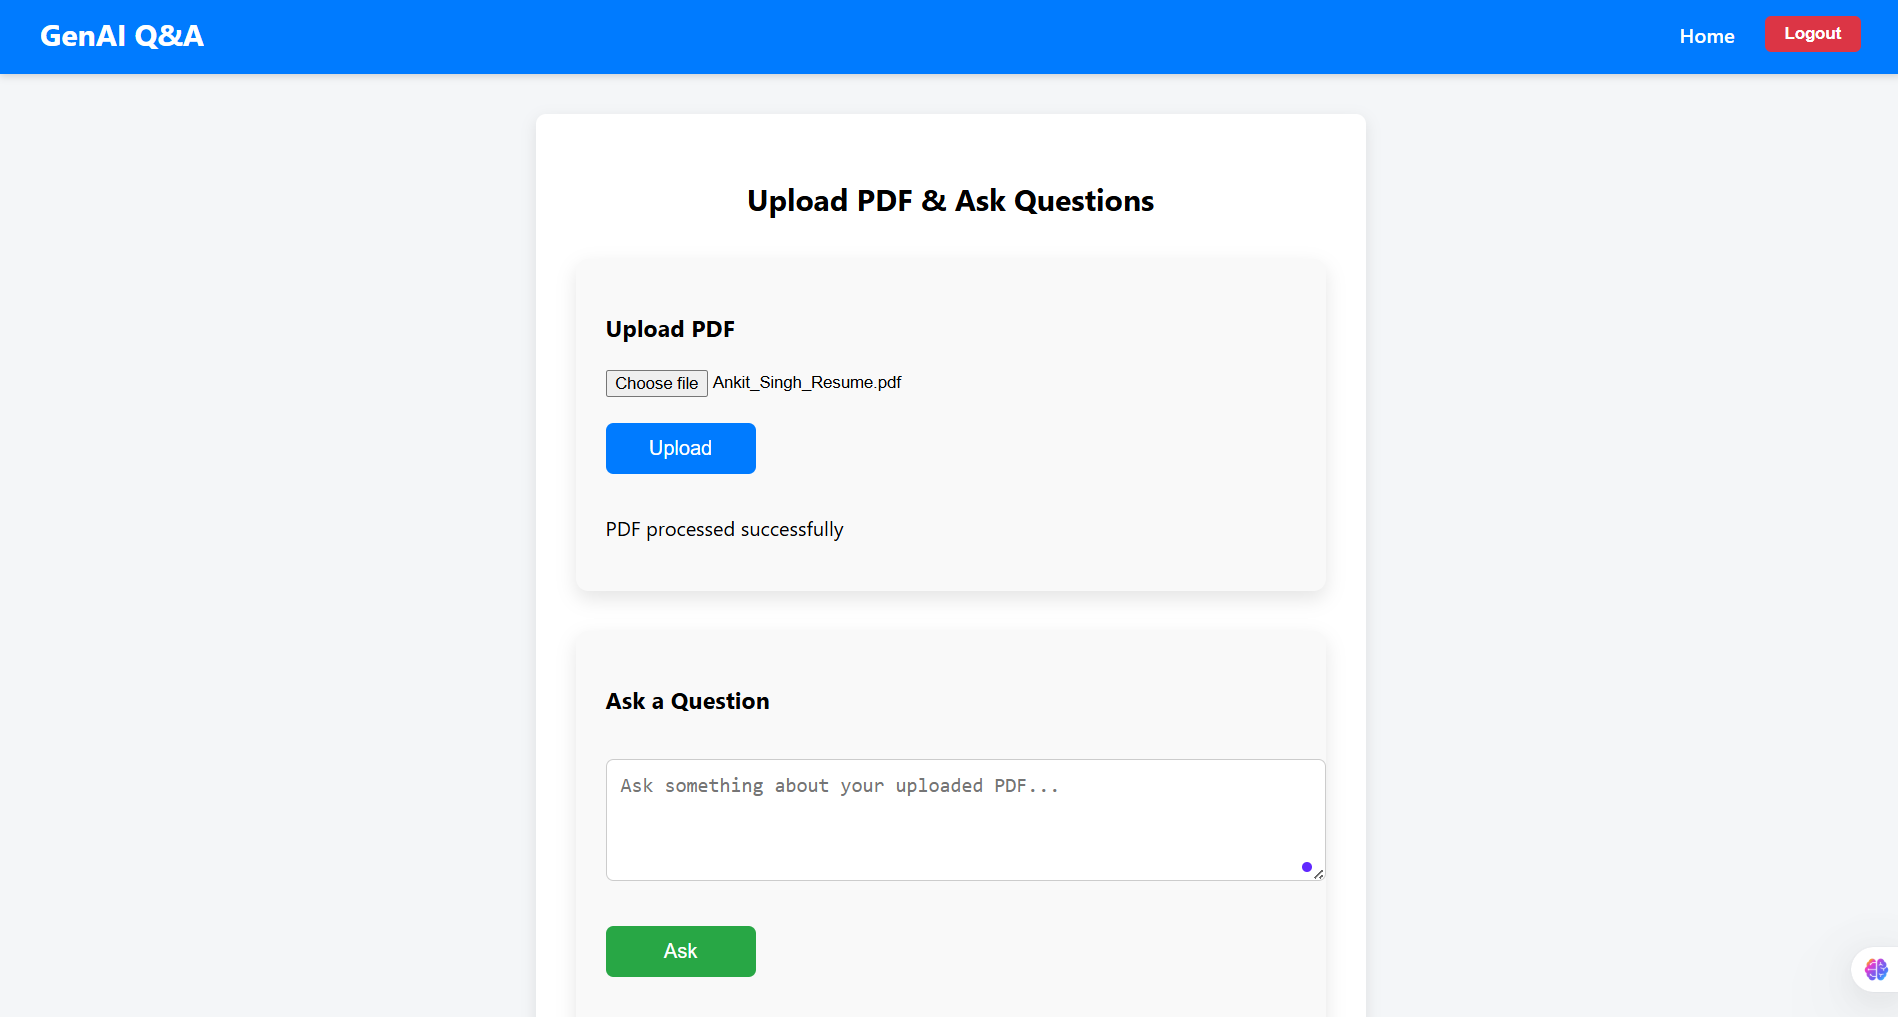 GenAI Q&A
Home
Logout
Upload PDF & Ask Questions
Upload PDF
Choose file Ankit_Singh_Resume.pdf
Upload
PDF processed successfully
Ask a Question
Ask something about your uploaded PDF...
Ask